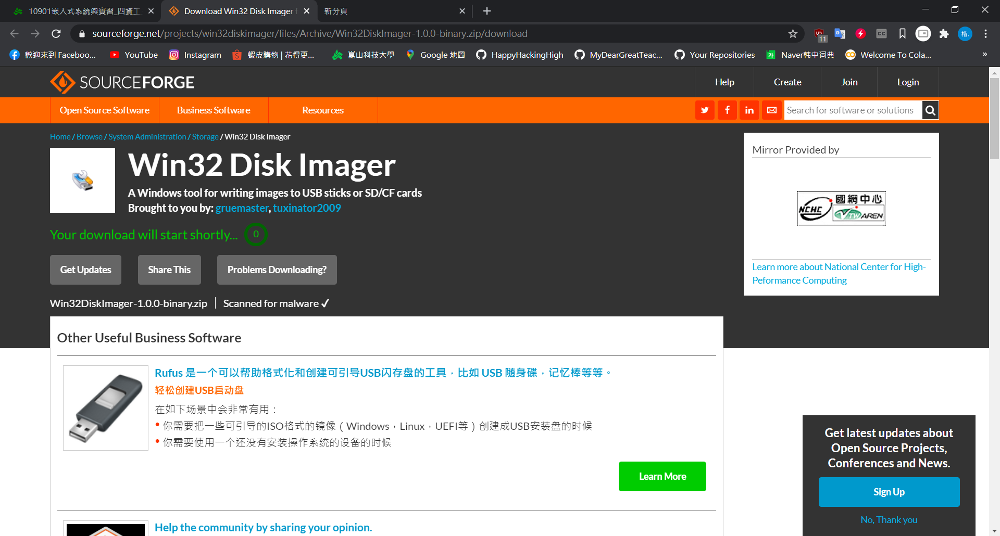 10901嵌入式系統與實習_四資工
Download Win32 Disk Imager f
新分頁
sourceforge.net/projects/win32diskimager/files/Archive/Win32DiskImager-1.0.0-binary.zip/download
11
CC
楷.
歡迎來到 Faceboo...
YouTube
Instagram
蝦皮購物 | 花得更...
崑山科技大學
Google 地圖
HappyHackingHigh
MyDearGreatTeac...
Your Repositories
Naver韩中词典
Welcome To Cola...
»
SOURCEFORGE
Help
Create
Join
Login
Open Source Software
Business Software
Resources
Search for software or solutions
Home / Browse / System Administration / Storage / Win32 Disk Imager
Win32 Disk Imager
A Windows tool for writing images to USB sticks or SD/CF cards
Brought to you by: gruemaster, tuxinator2009
Your download will start shortly... 0
Get Updates
Share This
Problems Downloading?
Win32DiskImager-1.0.0-binary.zip | Scanned for malware ✓
Mirror Provided by
NCHC 國網中心
TWAREN
Learn more about National Center for High-
Peformance Computing
Other Useful Business Software
Rufus 是一个可以帮助格式化和创建可引导USB闪存盘的工具，比如 USB 随身碟，记忆棒等等。
轻松创建USB启动盘
在如下场景中会非常有用：
• 你需要把一些可引导的ISO格式的镜像（Windows，Linux，UEFI等）创建成USB安装盘的时候
• 你需要使用一个还没有安装操作系统的设备的时候
Learn More
Help the community by sharing your opinion.
Get latest updates about
Open Source Projects,
Conferences and News.
Sign Up
No, Thank you